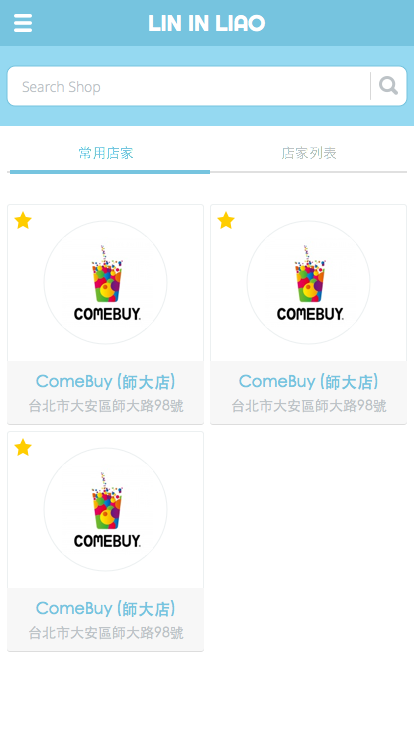 LIN IN LIAO
Search Shop
常用店家
店家列表
COMEBUY.
ComeBuy (師大店)
台北市大安區師大路98號
COMEBUY.
ComeBuy (師大店)
台北市大安區師大路98號
COMEBUY.
ComeBuy (師大店)
台北市大安區師大路98號